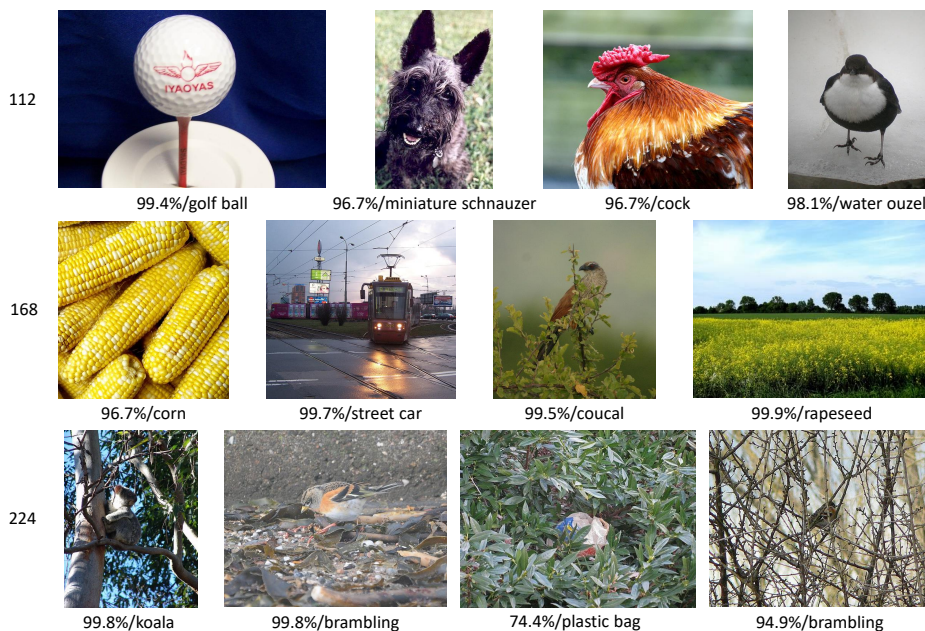 IYAOYAS
112
99.4%/golf ball 96.7%/miniature schnauzer 96.7%/cock 98.1%/water ouzel
168
96.7%/corn 99.7%/street car 99.5%/coucal 99.9%/rapeseed
224
99.8%/koala 99.8%/brambling 74.4%/plastic bag 94.9%/brambling